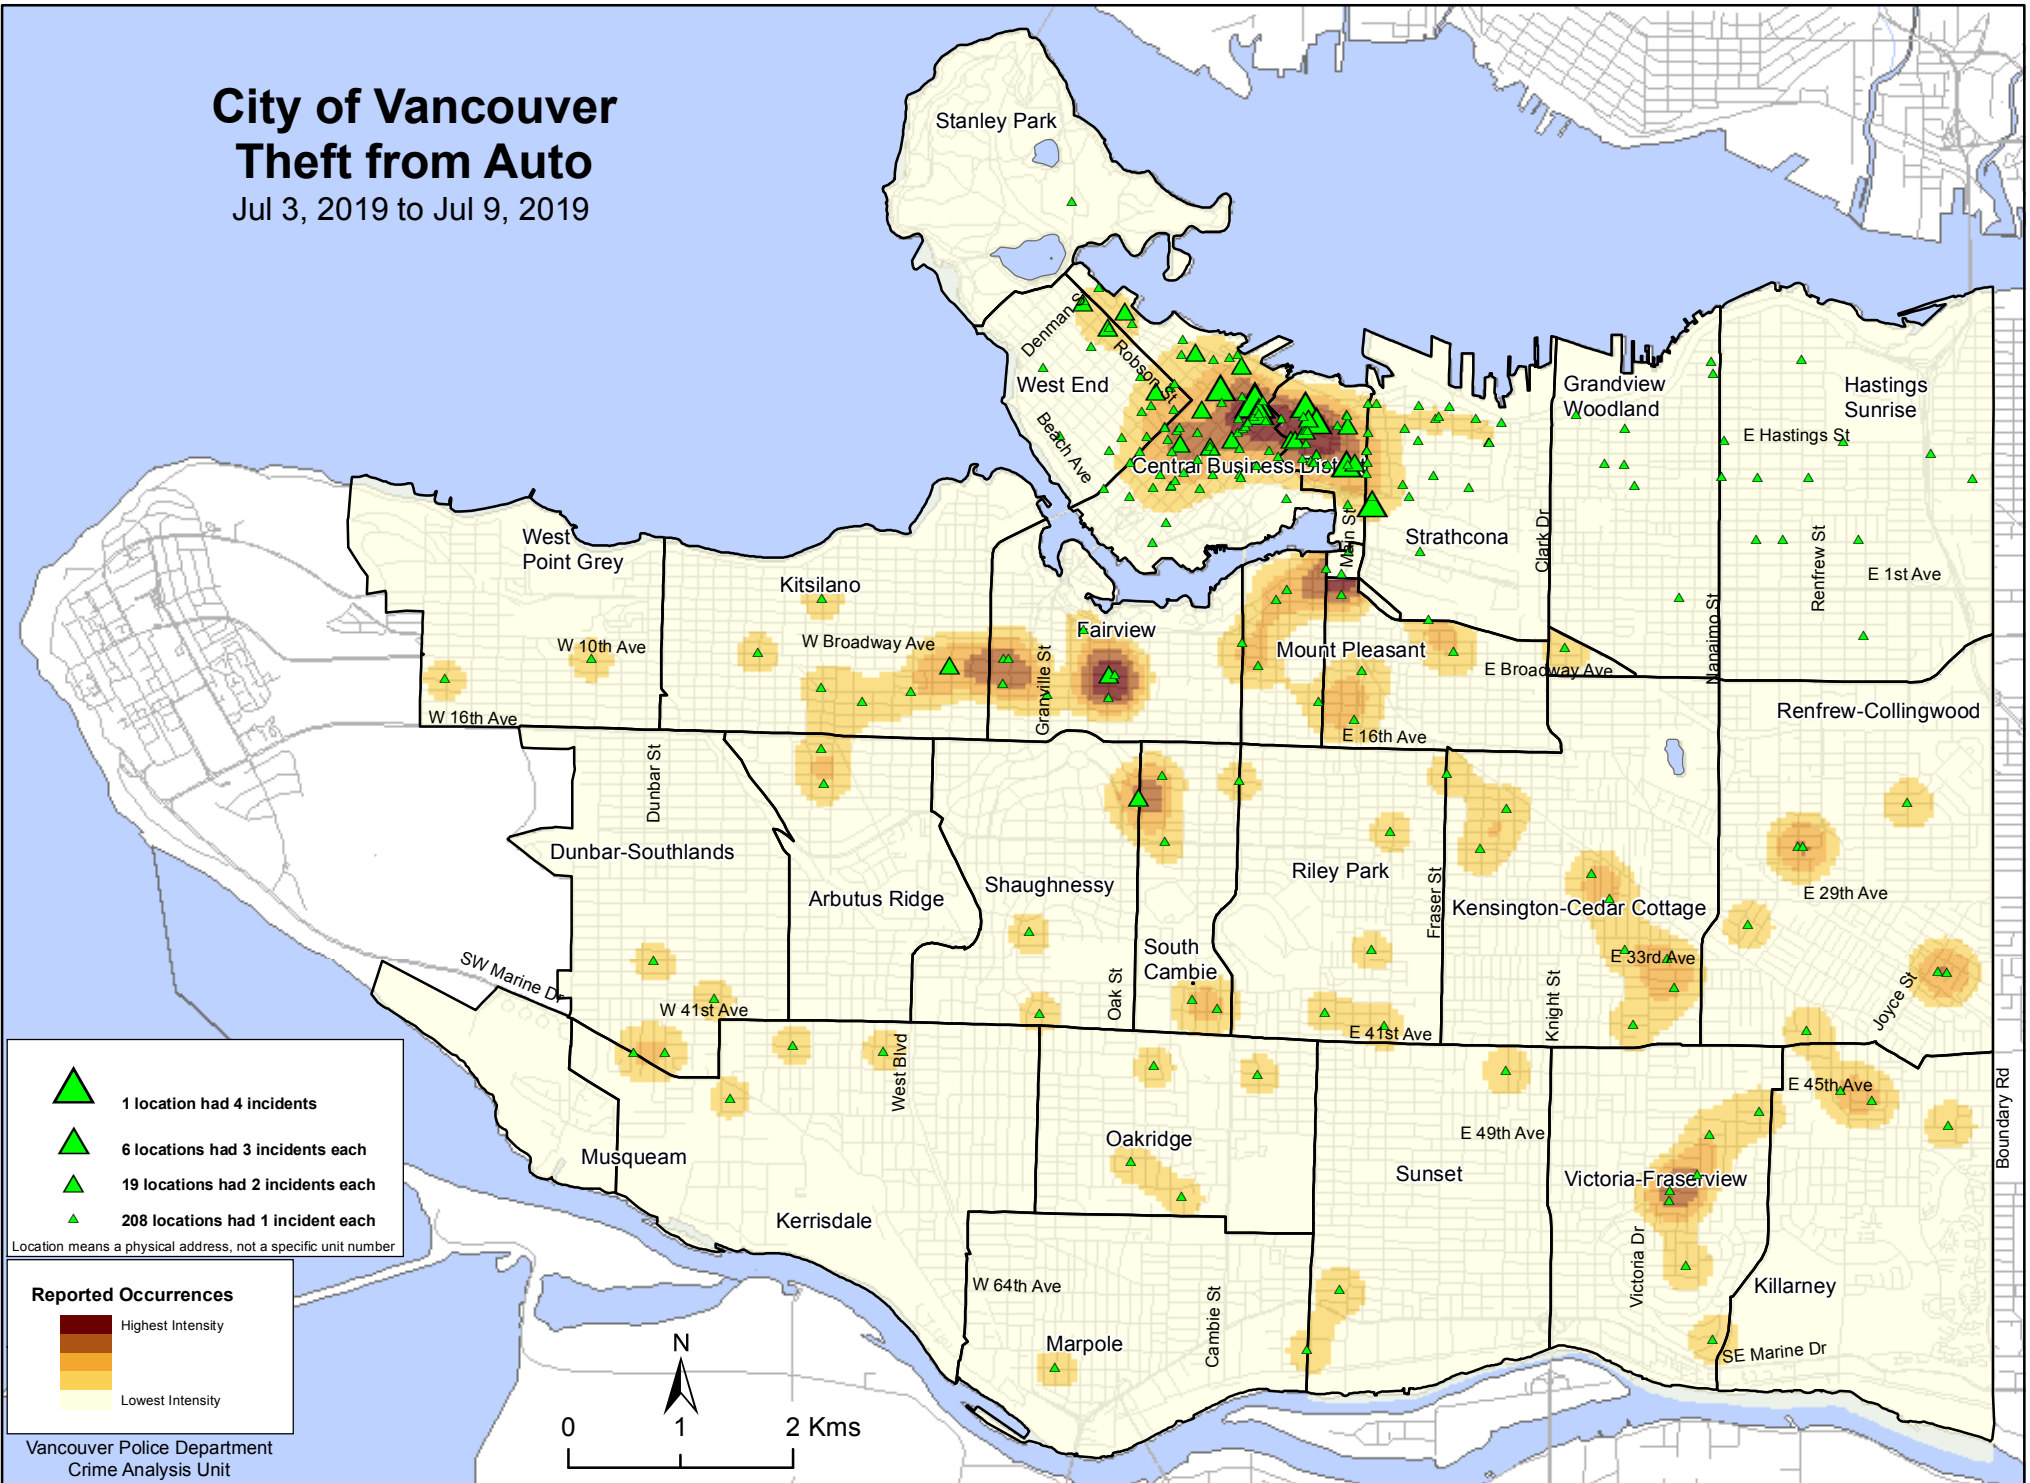 City of Vancouver
Theft from Auto
Jul 3, 2019 to Jul 9, 2019
Stanley Park
Denman S
Robson St
West End
Beach Ave
Central Business District
Grandview
Woodland
Hastings
Sunrise
E Hastings St
Main St
Strathcona
Clark Dr
Nanaimo St
Renfrew St
E 1st Ave
West
Point Grey
Kitsilano
W 10th Ave
W Broadway Ave
Fairview
Granville St
Mount Pleasant
E Broadway Ave
W 16th Ave
E 16th Ave
Renfrew-Collingwood
Dunbar St
Dunbar-Southlands
Arbutus Ridge
Shaughnessy
South
Cambie
Oak St
Riley Park
Fraser St
Kensington-Cedar Cottage
E 29th Ave
E 33rd Ave
Knight St
Joyce St
SW Marine Dr
W 41st Ave
E 41st Ave
West Blvd
E 45th Ave
Boundary Rd
Musqueam
Oakridge
E 49th Ave
Sunset
Victoria-Fraserview
Kerrisdale
Victoria Dr
Killarney
W 64th Ave
Cambie St
Marpole
SE Marine Dr
1 location had 4 incidents
6 locations had 3 incidents each
19 locations had 2 incidents each
208 locations had 1 incident each
Location means a physical address, not a specific unit number
Reported Occurrences
Highest Intensity
Lowest Intensity
N
0 1 2 Kms
Vancouver Police Department
Crime Analysis Unit